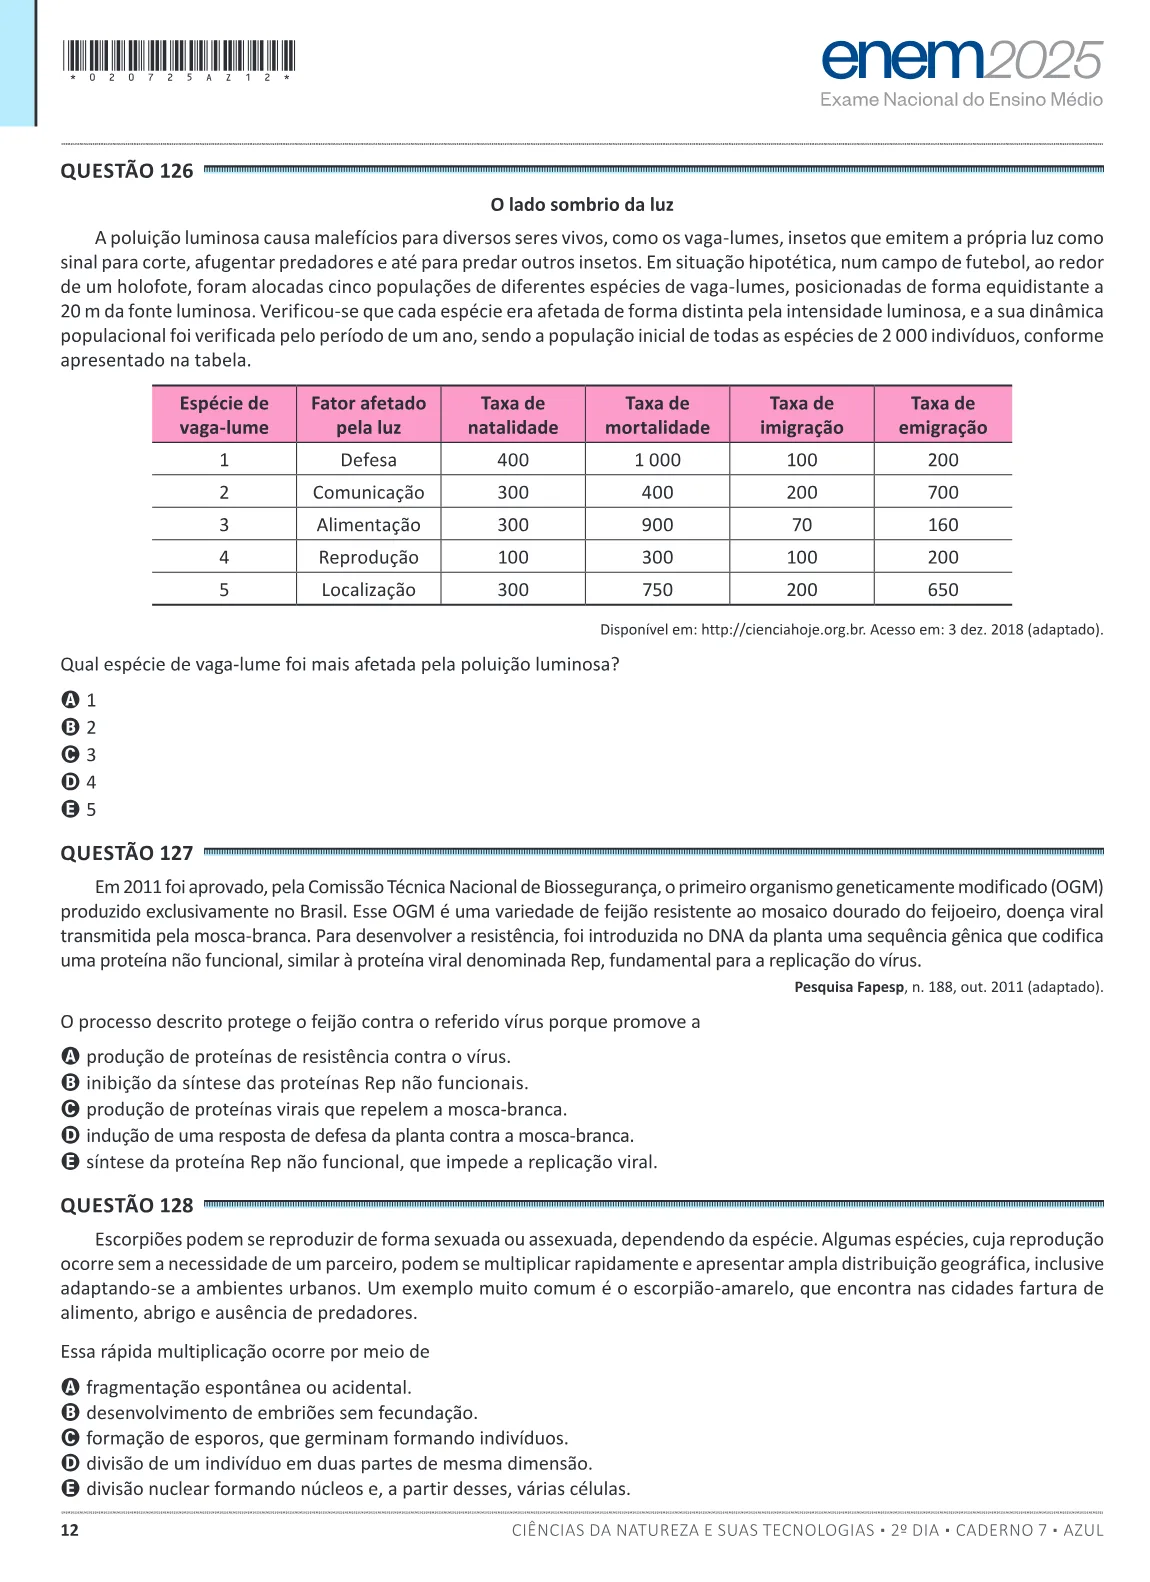 *020725AZ12*
enem2025
Exame Nacional do Ensino Médio
QUESTÃO 126
O lado sombrio da luz
A poluição luminosa causa malefícios para diversos seres vivos, como os vaga-lumes, insetos que emitem a própria luz como
sinal para corte, afugentar predadores e até para predar outros insetos. Em situação hipotética, num campo de futebol, ao redor
de um holofote, foram alocadas cinco populações de diferentes espécies de vaga-lumes, posicionadas de forma equidistante a
20 m da fonte luminosa. Verificou-se que cada espécie era afetada de forma distinta pela intensidade luminosa, e a sua dinâmica
populacional foi verificada pelo período de um ano, sendo a população inicial de todas as espécies de 2 000 indivíduos, conforme
apresentado na tabela.
Espécie de vaga-lume Fator afetado pela luz Taxa de natalidade Taxa de mortalidade Taxa de imigração Taxa de emigração
1 Defesa 400 1 000 100 200
2 Comunicação 300 400 200 700
3 Alimentação 300 900 70 160
4 Reprodução 100 300 100 200
5 Localização 300 750 200 650
Disponível em: http://cienciahoje.org.br. Acesso em: 3 dez. 2018 (adaptado).
Qual espécie de vaga-lume foi mais afetada pela poluição luminosa?
A 1
B 2
C 3
D 4
E 5
QUESTÃO 127
Em 2011 foi aprovado, pela Comissão Técnica Nacional de Biossegurança, o primeiro organismo geneticamente modificado (OGM)
produzido exclusivamente no Brasil. Esse OGM é uma variedade de feijão resistente ao mosaico dourado do feijoeiro, doença viral
transmitida pela mosca-branca. Para desenvolver a resistência, foi introduzida no DNA da planta uma sequência gênica que codifica
uma proteína não funcional, similar à proteína viral denominada Rep, fundamental para a replicação do vírus.
Pesquisa Fapesp, n. 188, out. 2011 (adaptado).
O processo descrito protege o feijão contra o referido vírus porque promove a
A produção de proteínas de resistência contra o vírus.
B inibição da síntese das proteínas Rep não funcionais.
C produção de proteínas virais que repelem a mosca-branca.
D indução de uma resposta de defesa da planta contra a mosca-branca.
E síntese da proteína Rep não funcional, que impede a replicação viral.
QUESTÃO 128
Escorpiões podem se reproduzir de forma sexuada ou assexuada, dependendo da espécie. Algumas espécies, cuja reprodução
ocorre sem a necessidade de um parceiro, podem se multiplicar rapidamente e apresentar ampla distribuição geográfica, inclusive
adaptando-se a ambientes urbanos. Um exemplo muito comum é o escorpião-amarelo, que encontra nas cidades fartura de
alimento, abrigo e ausência de predadores.
Essa rápida multiplicação ocorre por meio de
A fragmentação espontânea ou acidental.
B desenvolvimento de embriões sem fecundação.
C formação de esporos, que germinam formando indivíduos.
D divisão de um indivíduo em duas partes de mesma dimensão.
E divisão nuclear formando núcleos e, a partir desses, várias células.
12
CIÊNCIAS DA NATUREZA E SUAS TECNOLOGIAS • 2º DIA • CADERNO 7 • AZUL